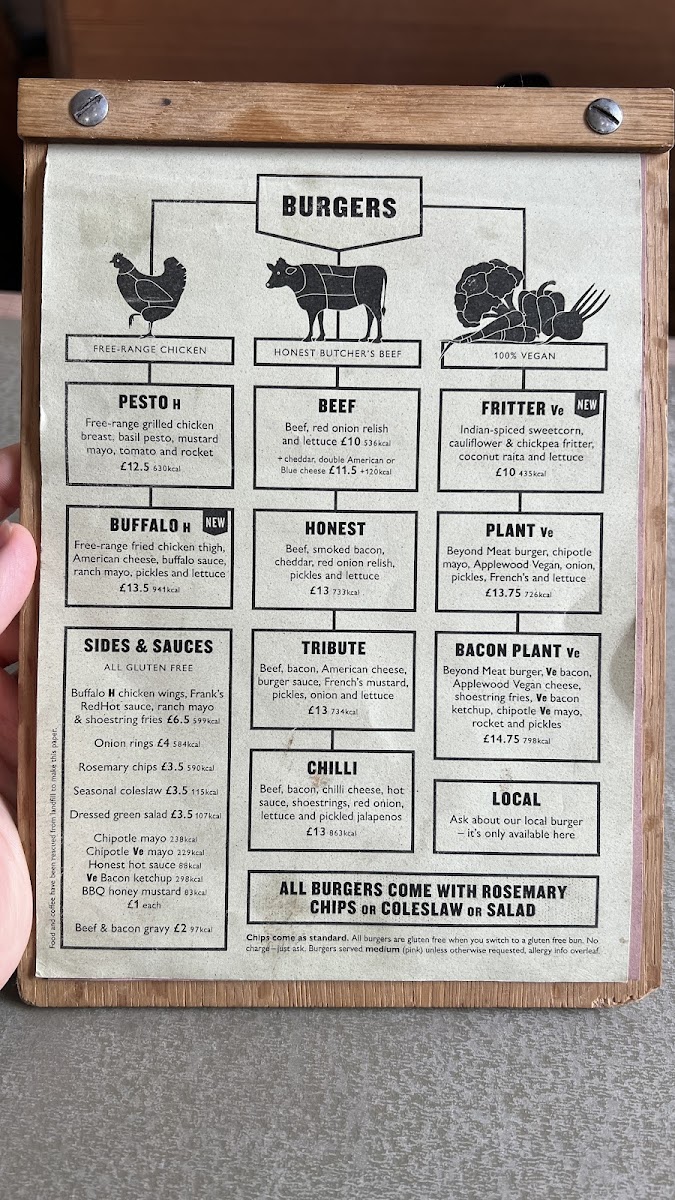 BURGERS
FREE-RANGE CHICKEN
PESTO H
Free-range grilled chicken
breast, basil pesto, mustard
mayo, tomato and rocket
£12.5 630kcal
BUFFALO H NEW
Free-range fried chicken thigh,
American cheese, buffalo sauce,
ranch mayo, pickles and lettuce
£13.5 941kcal
SIDES & SAUCES
ALL GLUTEN FREE
Buffalo H chicken wings, Frank's
RedHot sauce, ranch mayo
& shoestring fries £6.5 599kcal
Onion rings £4 584kcal
Rosemary chips £3.5 590kcal
Seasonal coleslaw £3.5 115kcal
Dressed green salad £3.5 107kcal
Chipotle mayo 238kcal
Chipotle Ve mayo 229kcal
Honest hot sauce 88kcal
Ve Bacon ketchup 298kcal
BBQ honey mustard 83kcal
£1 each
Beef & bacon gravy £2 97kcal
Food and coffee have been rescued from landfill to make this paper.
HONEST BUTCHER'S BEEF
BEEF
Beef, red onion relish
and lettuce £10 536kcal
+ cheddar, double American or
Blue cheese £11.5 +120kcal
HONEST
Beef, smoked bacon,
cheddar, red onion relish,
pickles and lettuce
£13 733kcal
TRIBUTE
Beef, bacon, American cheese,
burger sauce, French's mustard,
pickles, onion and lettuce
£13 734kcal
CHILLI
Beef, bacon, chilli cheese, hot
sauce, shoestrings, red onion,
lettuce and pickled jalapenos
£13 863kcal
100% VEGAN
FRITTER Ve NEW
Indian-spiced sweetcorn,
cauliflower & chickpea fritter,
coconut raita and lettuce
£10 435kcal
PLANT Ve
Beyond Meat burger, chipotle
mayo, Applewood Vegan, onion,
pickles, French's and lettuce
£13.75 726kcal
BACON PLANT Ve
Beyond Meat burger, Ve bacon,
Applewood Vegan cheese,
shoestring fries, Ve bacon
ketchup, chipotle Ve mayo,
rocket and pickles
£14.75 798kcal
LOCAL
Ask about our local burger
– it's only available here
ALL BURGERS COME WITH ROSEMARY
CHIPS OR COLESLAW OR SALAD
Chips come as standard. All burgers are gluten free when you switch to a gluten free bun. No
charge – just ask. Burgers served medium (pink) unless otherwise requested, allergy info overleaf.